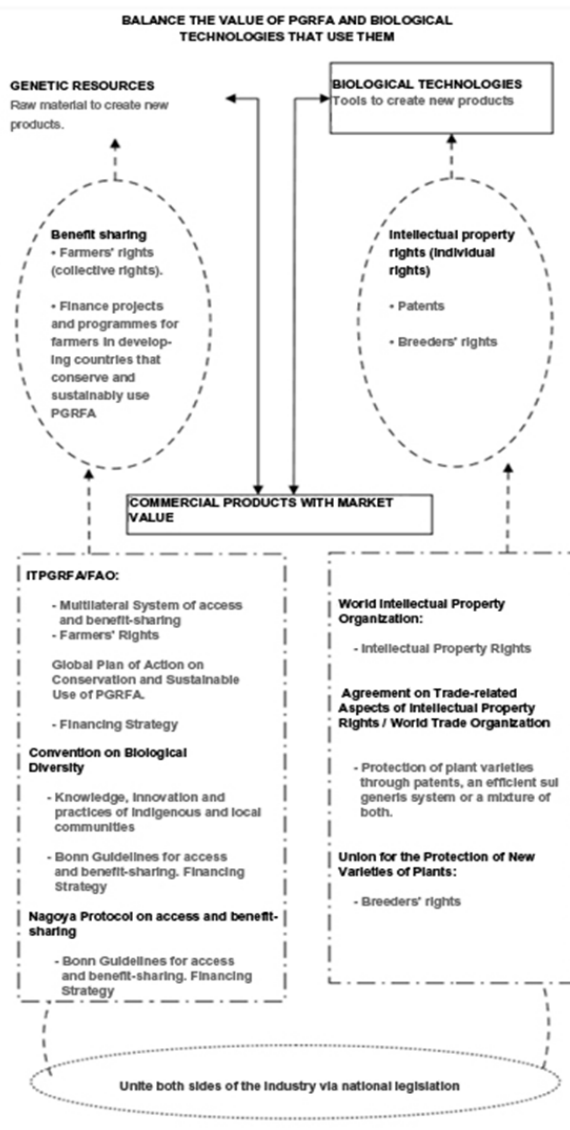 BALANCE THE VALUE OF PGRFA AND BIOLOGICAL
TECHNOLOGIES THAT USE THEM
GENETIC RESOURCES
Raw material to create new
products.
BIOLOGICAL TECHNOLOGIES
Tools to create new products
Benefit sharing
• Farmers' rights
(collective rights).
• Finance projects
and programmes for
farmers in develop-
ing countries that
conserve and
sustainably use
PGRFA
Intellectual property
rights (individual
rights)
• Patents
• Breeders' rights
COMMERCIAL PRODUCTS WITH MARKET
VALUE
ITPGRFA/FAO:
- Multilateral System of access
and benefit-sharing
- Farmers' Rights
Global Plan of Action on
Conservation and Sustainable
Use of PGRFA.
- Financing Strategy
Convention on Biological
Diversity
- Knowledge, innovation and
practices of indigenous and local
communities
- Bonn Guidelines for access
and benefit-sharing. Financing
Strategy
Nagoya Protocol on access and benefit-
sharing
- Bonn Guidelines for access
and benefit-sharing. Financing
Strategy
World Intellectual Property
Organization:
- Intellectual Property Rights
Agreement on Trade-related
Aspects of Intellectual Property
Rights / World Trade Organization
- Protection of plant varieties
through patents, an efficient sui
generis system or a mixture of
both.
Union for the Protection of New
Varieties of Plants:
- Breeders' rights
Unite both sides of the industry via national legislation